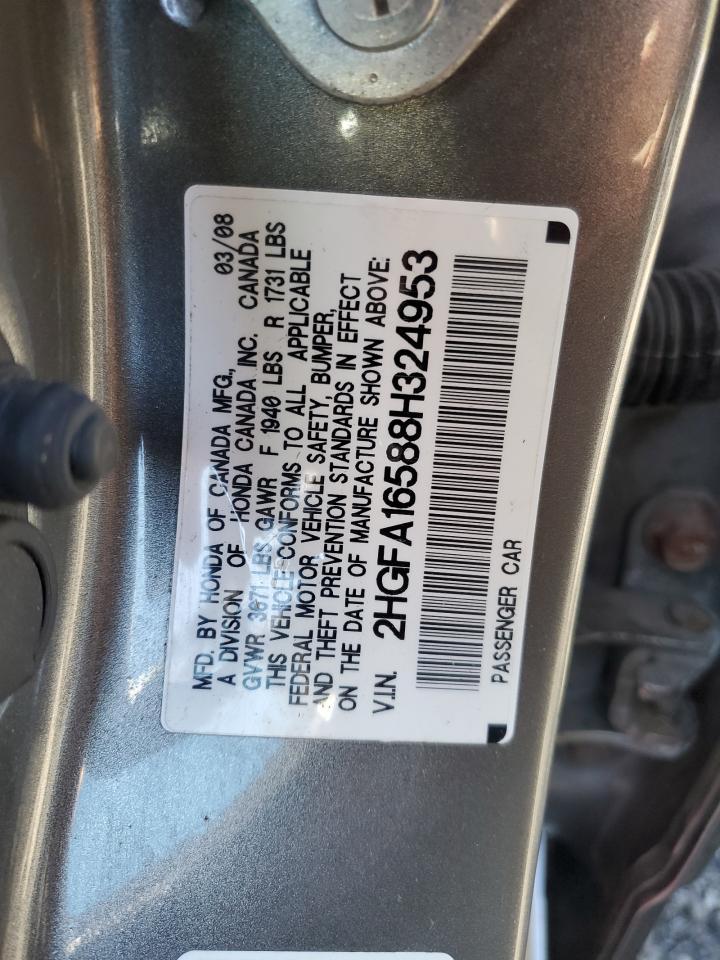 MFD. BY HONDA OF CANADA MFG., 03/08
A DIVISION OF HONDA CANADA INC. CANADA
GVWR 3671 LBS GAWR F 1940 LBS R 1731 LBS
THIS VEHICLE CONFORMS TO ALL APPLICABLE
FEDERAL MOTOR VEHICLE SAFETY, BUMPER,
AND THEFT PREVENTION STANDARDS IN EFFECT
ON THE DATE OF MANUFACTURE SHOWN ABOVE:
V.I.N. 2HGFA16588H324953
PASSENGER CAR